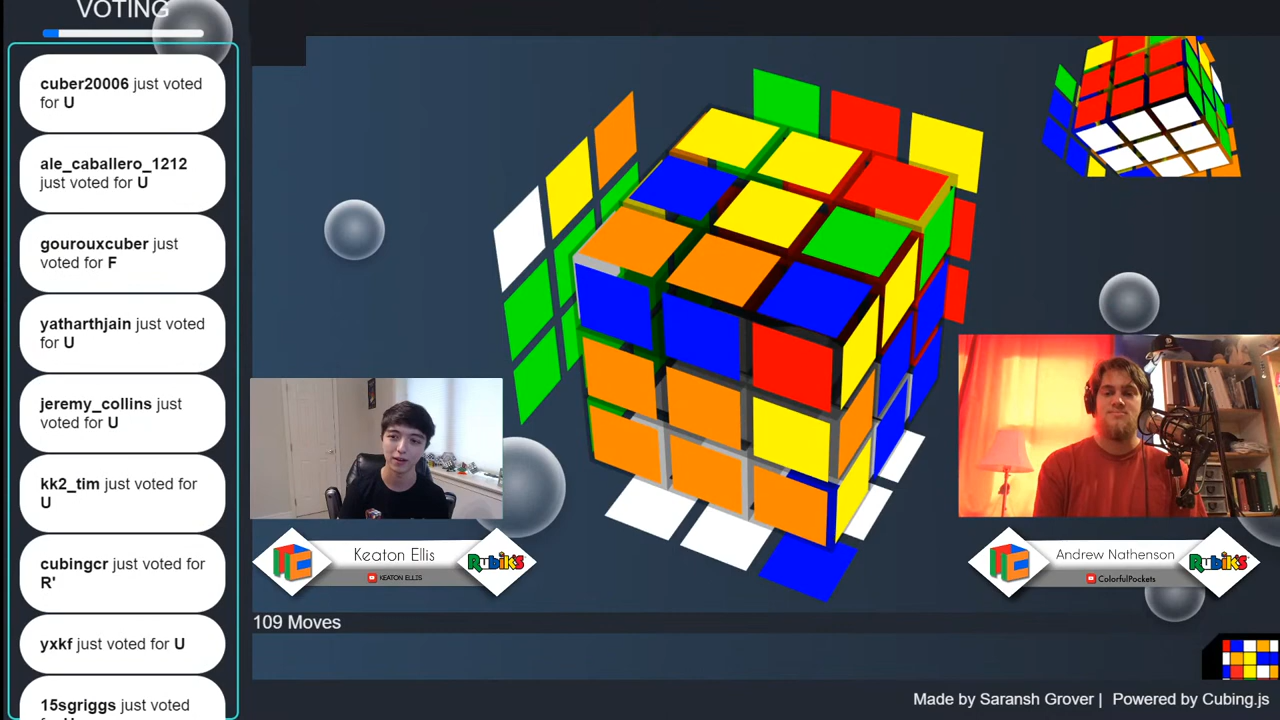 VOTING
cuber20006 just voted
for U
ale_caballero_1212
just voted for U
gourouxcuber just
voted for F
yatharthjain just voted
for U
jeremy_collins just
voted for U
kk2_tim just voted for
U
cubingcr just voted for
R'
yxkf just voted for U
15sgriggs just voted
for U
Keaton Ellis
KEATON ELLIS
RUBIK'S
Andrew Nathenson
ColorfulPockets
RUBIK'S
109 Moves
Made by Saransh Grover | Powered by Cubing.js